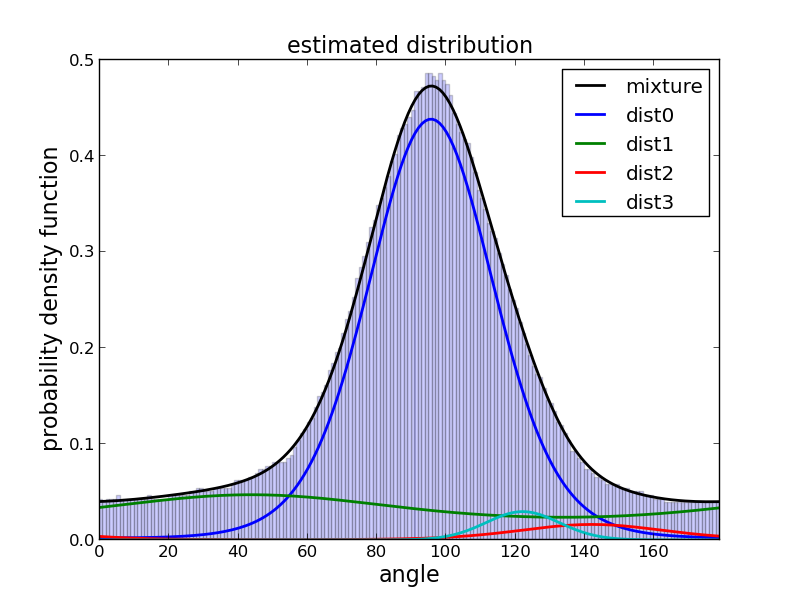 estimated distribution
probability density function
0.5
0.4
0.3
0.2
0.1
0.0
mixture
dist0
dist1
dist2
dist3
0 20 40 60 80 100 120 140 160
angle